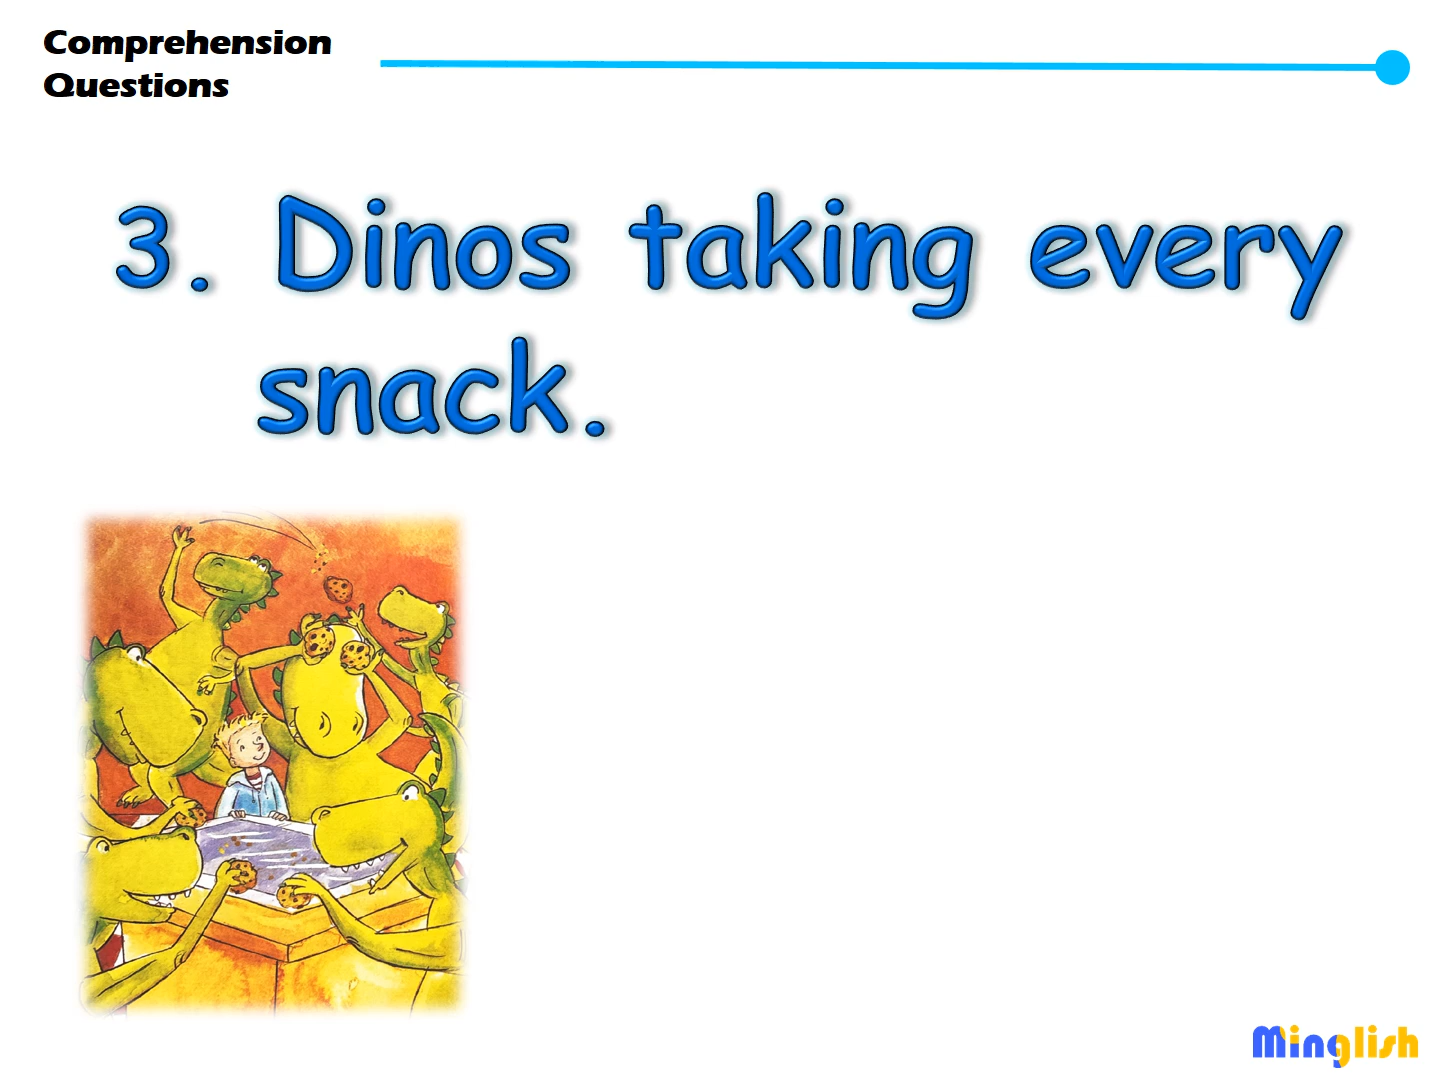 Comprehension
Questions
3. Dinos taking every
snack.
Minglish